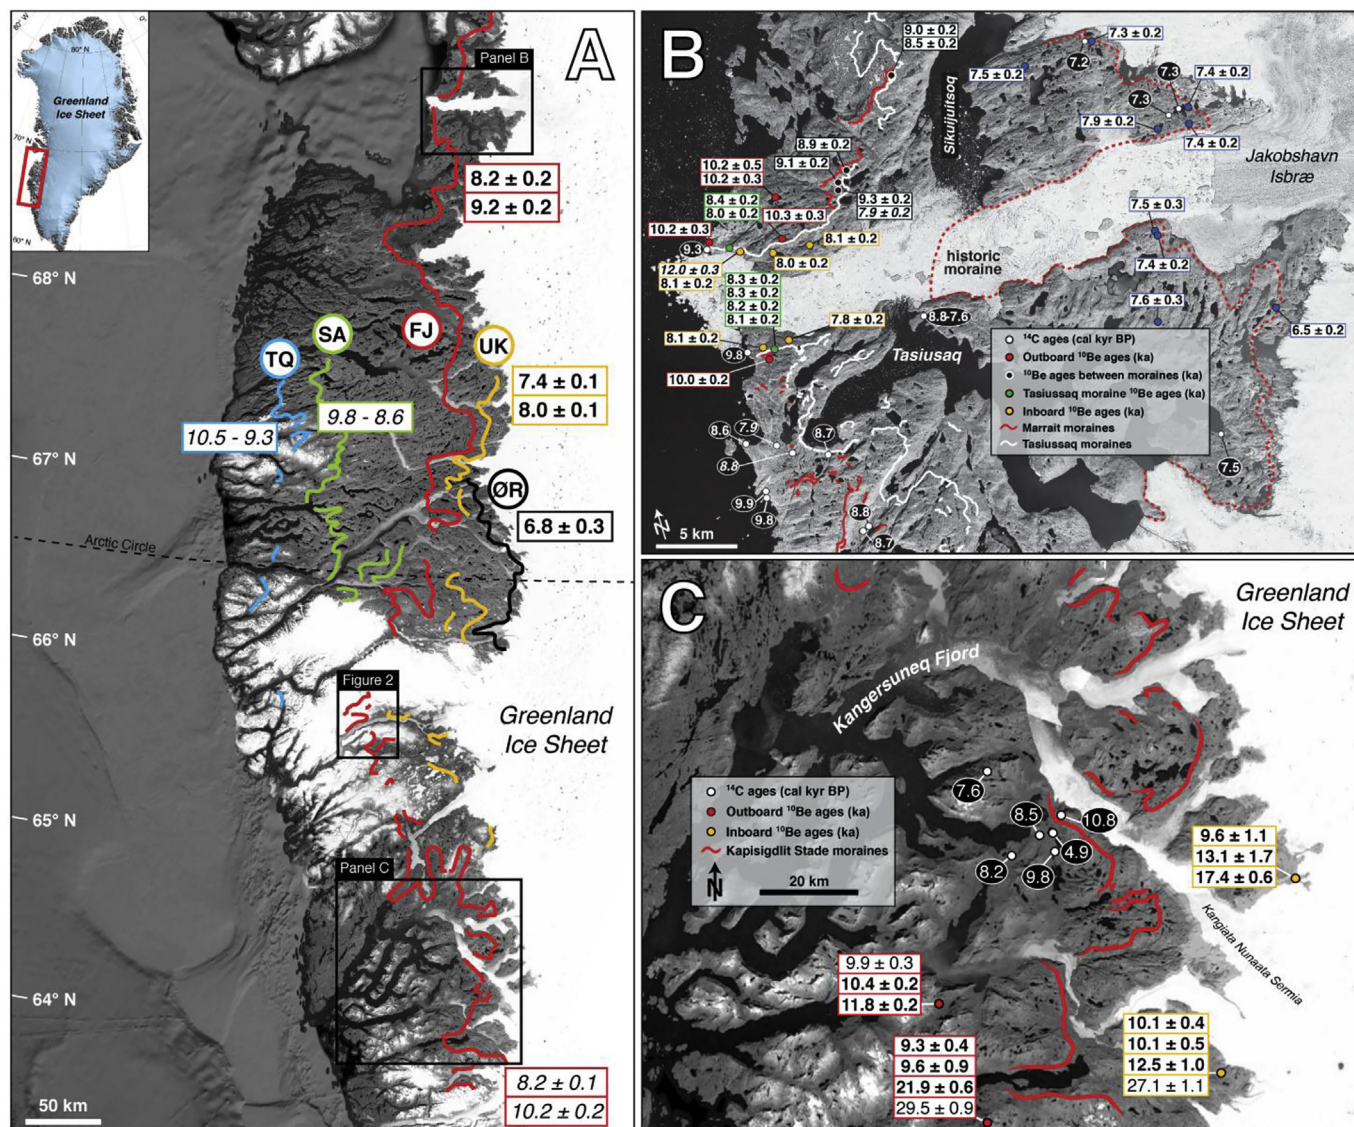 A
80° W
0°
80° N
Greenland
Ice Sheet
70° N
60° N
Panel B
8.2 ± 0.2
9.2 ± 0.2
68° N
TQ
SA
FJ
UK
7.4 ± 0.1
8.0 ± 0.1
10.5 - 9.3
9.8 - 8.6
67° N
ØR
6.8 ± 0.3
Arctic Circle
66° N
Figure 2
Greenland
Ice Sheet
65° N
Panel C
64° N
8.2 ± 0.1
10.2 ± 0.2
50 km
B
9.0 ± 0.2
8.5 ± 0.2
Sikuijuitsoq
7.3 ± 0.2
7.2
7.5 ± 0.2
7.3
7.4 ± 0.2
7.3
7.9 ± 0.2
7.4 ± 0.2
Jakobshavn
Isbræ
8.9 ± 0.2
9.1 ± 0.2
10.2 ± 0.5
10.2 ± 0.3
8.4 ± 0.2
8.0 ± 0.2
9.3 ± 0.2
7.9 ± 0.2
10.3 ± 0.3
10.2 ± 0.3
9.3
8.1 ± 0.2
8.0 ± 0.2
12.0 ± 0.3
8.1 ± 0.2
8.3 ± 0.2
8.3 ± 0.2
8.2 ± 0.2
8.1 ± 0.2
historic
moraine
7.5 ± 0.3
7.4 ± 0.2
7.6 ± 0.3
6.5 ± 0.2
8.8-7.6
7.8 ± 0.2
8.1 ± 0.2
9.8
10.0 ± 0.2
Tasiusaq
¹⁴C ages (cal kyr BP)
Outboard ¹⁰Be ages (ka)
¹⁰Be ages between moraines (ka)
Tasiussaq moraine ¹⁰Be ages (ka)
Inboard ¹⁰Be ages (ka)
Marrait moraines
Tasiussaq moraines
8.6
7.9
8.8
8.7
7.5
9.9
9.8
8.8
8.7
N
5 km
C
Greenland
Ice Sheet
Kangersuneq Fjord
¹⁴C ages (cal kyr BP)
Outboard ¹⁰Be ages (ka)
Inboard ¹⁰Be ages (ka)
Kapisigdlit Stade moraines
N
20 km
7.6
8.5
10.8
4.9
8.2
9.8
9.6 ± 1.1
13.1 ± 1.7
17.4 ± 0.6
Kangiata Nunaata Sermia
9.9 ± 0.3
10.4 ± 0.2
11.8 ± 0.2
9.3 ± 0.4
9.6 ± 0.9
21.9 ± 0.6
29.5 ± 0.9
10.1 ± 0.4
10.1 ± 0.5
12.5 ± 1.0
27.1 ± 1.1